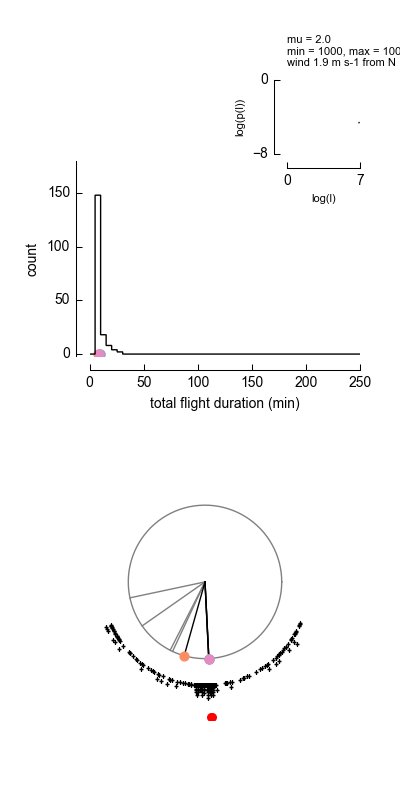 mu = 2.0
min = 1000, max = 100
wind 1.9 m s-1 from N
0
log(p(l))
−8
0
7
log(l)
150
100
50
0
count
0
50
100
150
200
250
total flight duration (min)